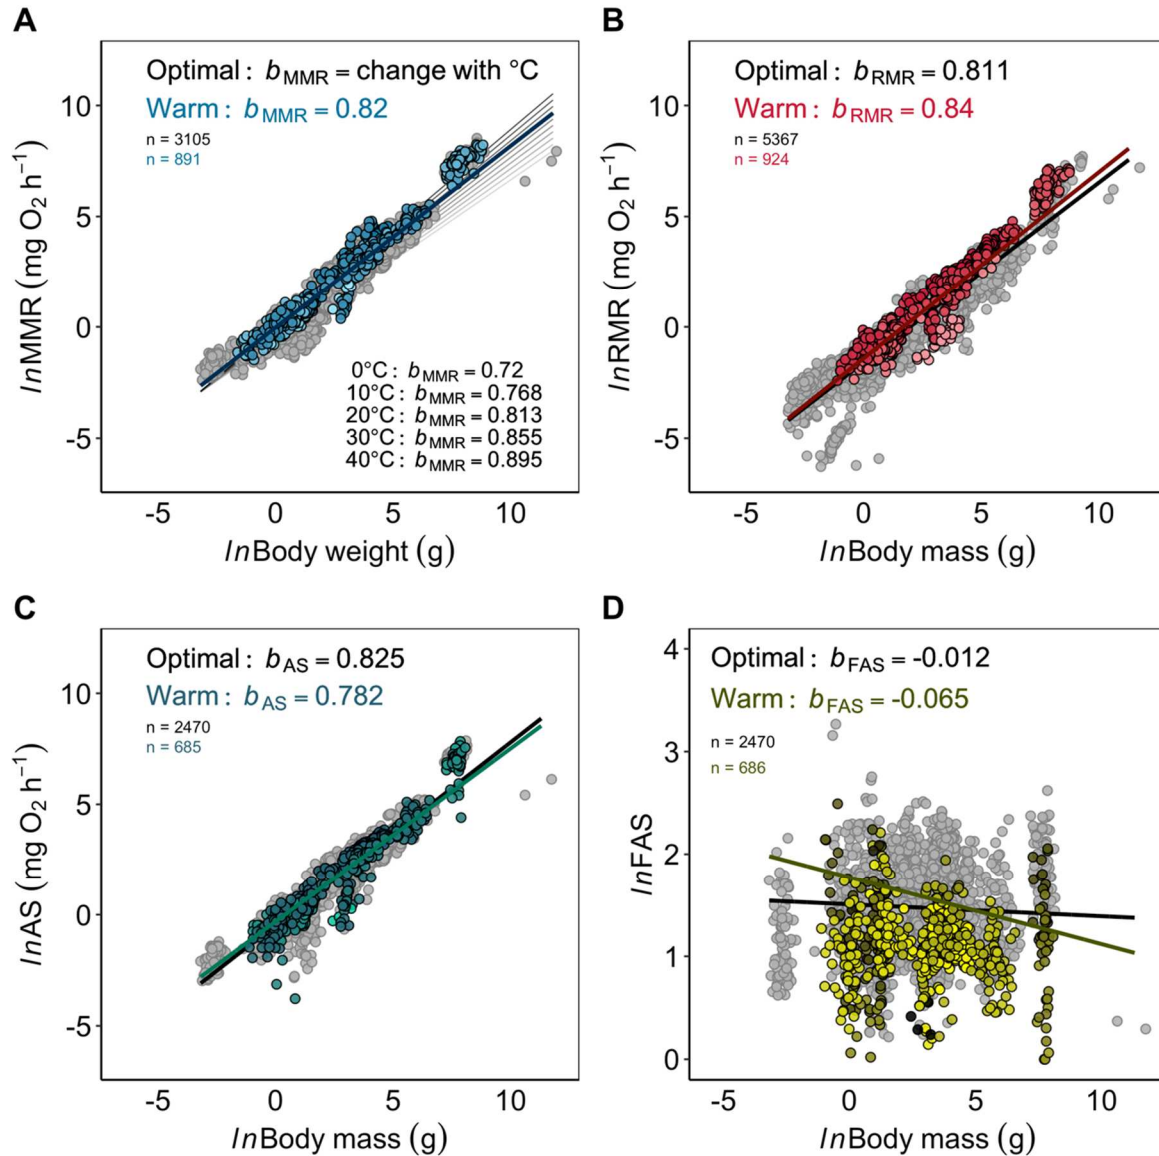 A
Optimal : bMMR = change with °C
Warm : bMMR = 0.82
n = 3105
n = 891
0°C : bMMR = 0.72
10°C : bMMR = 0.768
20°C : bMMR = 0.813
30°C : bMMR = 0.855
40°C : bMMR = 0.895
lnMMR (mg O2 h−1)
10
5
0
-5
-5 0 5 10
lnBody weight (g)
B
Optimal : bRMR = 0.811
Warm : bRMR = 0.84
n = 5367
n = 924
lnRMR (mg O2 h−1)
10
5
0
-5
-5 0 5 10
lnBody mass (g)
C
Optimal : bAS = 0.825
Warm : bAS = 0.782
n = 2470
n = 685
lnAS (mg O2 h−1)
10
5
0
-5
-5 0 5 10
lnBody mass (g)
D
Optimal : bFAS = -0.012
Warm : bFAS = -0.065
n = 2470
n = 686
lnFAS
4
3
2
1
0
-5 0 5 10
lnBody mass (g)